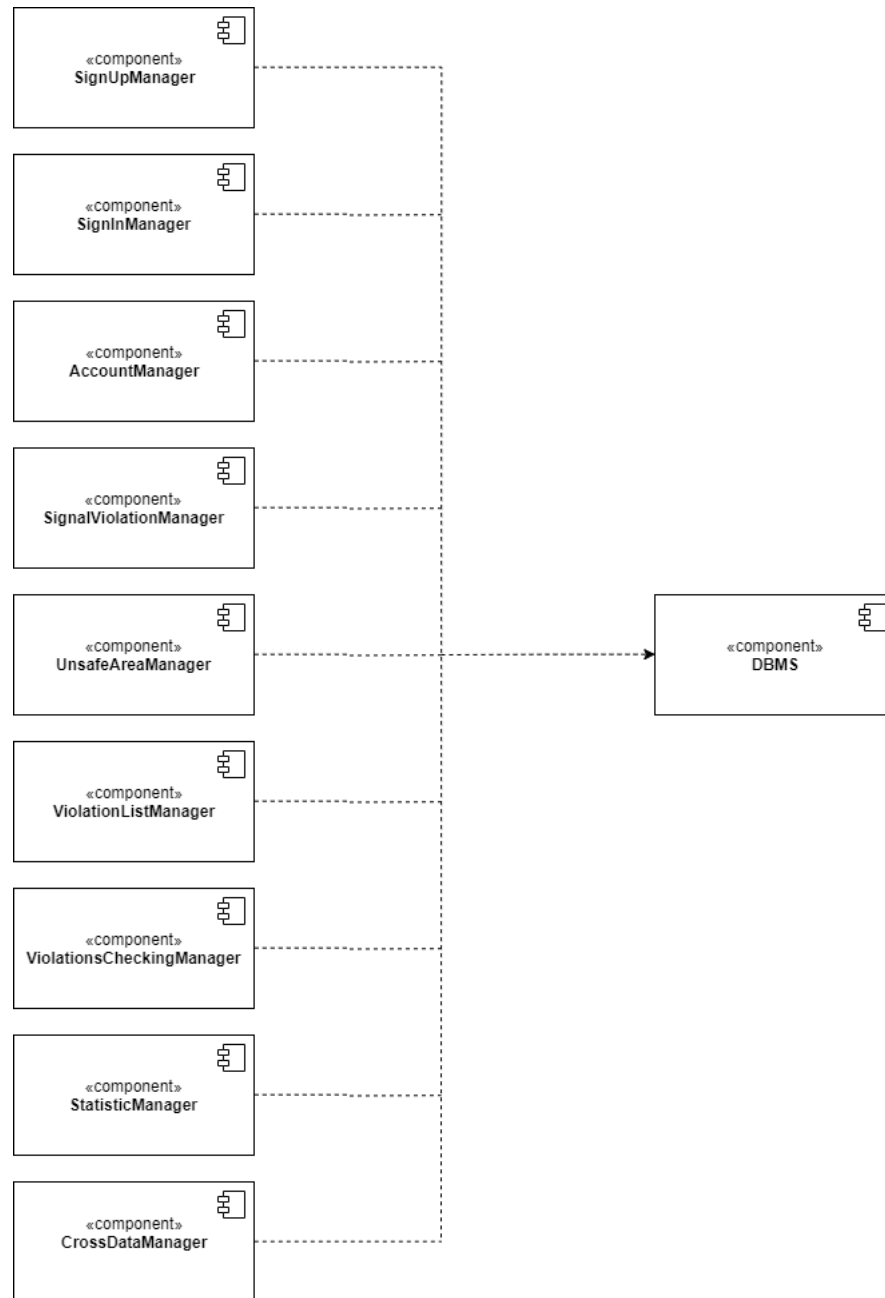 «component»
SignUpManager
«component»
SignInManager
«component»
AccountManager
«component»
SignalViolationManager
«component»
UnsafeAreaManager
«component»
DBMS
«component»
ViolationListManager
«component»
ViolationsCheckingManager
«component»
StatisticManager
«component»
CrossDataManager